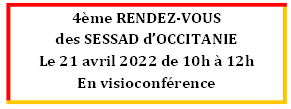 4ème RENDEZ-VOUS
des SESSAD d’OCCITANIE
Le 21 avril 2022 de 10h à 12h
En visioconférence